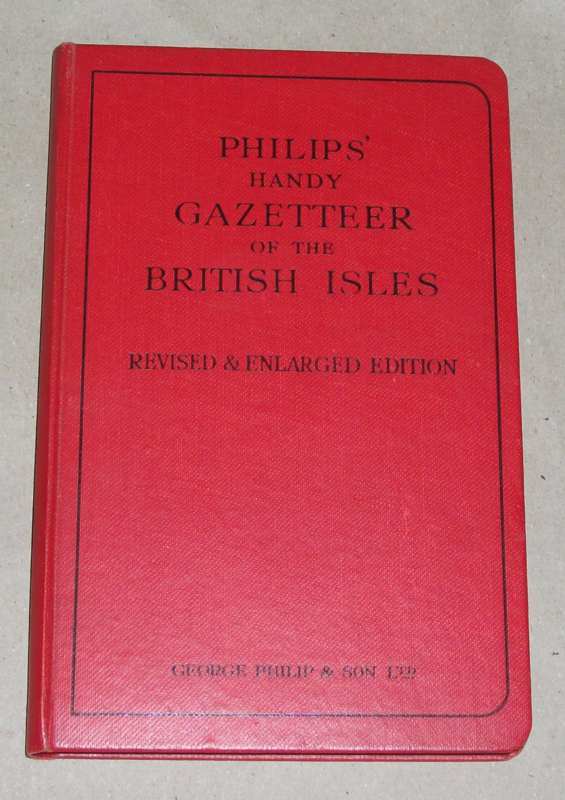 PHILIPS'
HANDY
GAZETTEER
OF THE
BRITISH ISLES
REVISED & ENLARGED EDITION
GEORGE PHILIP & SON LTD